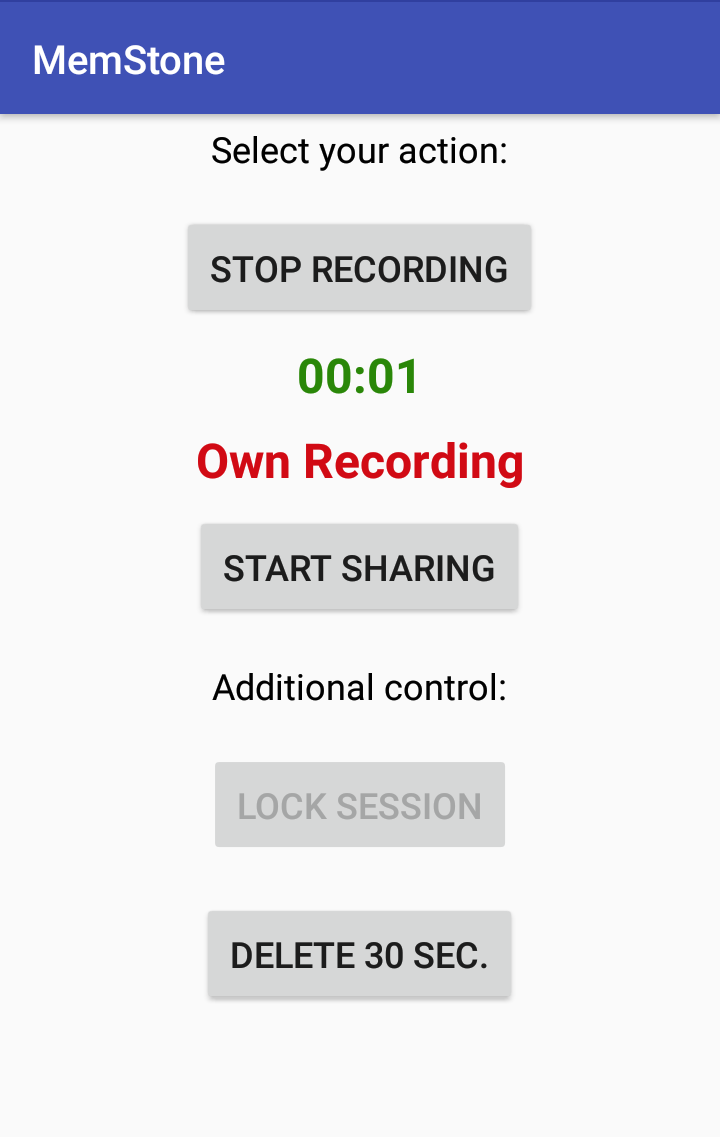 MemStone
Select your action:
STOP RECORDING
00:01
Own Recording
START SHARING
Additional control:
LOCK SESSION
DELETE 30 SEC.